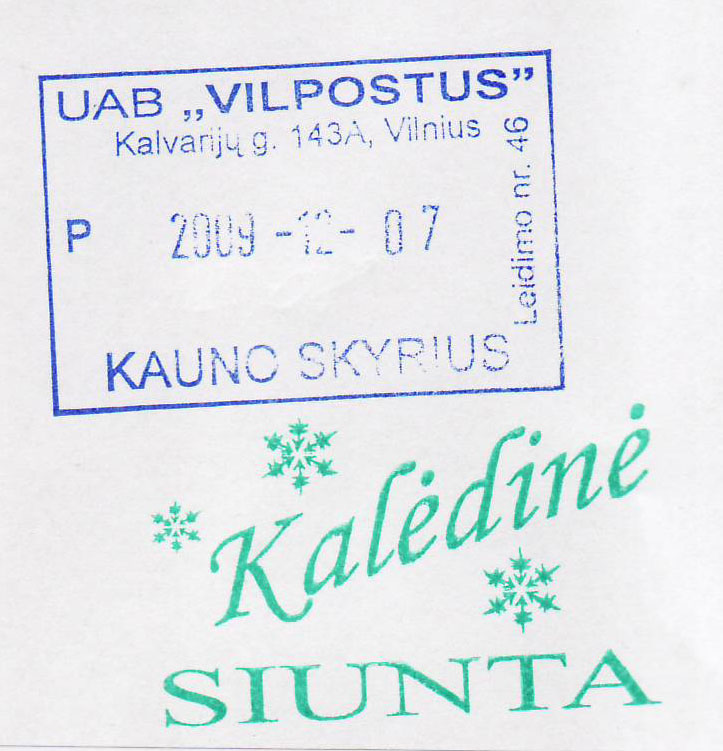 UAB „VILPOSTUS”
Kalvarijų g. 143A, Vilnius
Leidimo nr. 46
P 2009 -12- 07
KAUNO SKYRIUS
Kalėdinė
SIUNTA